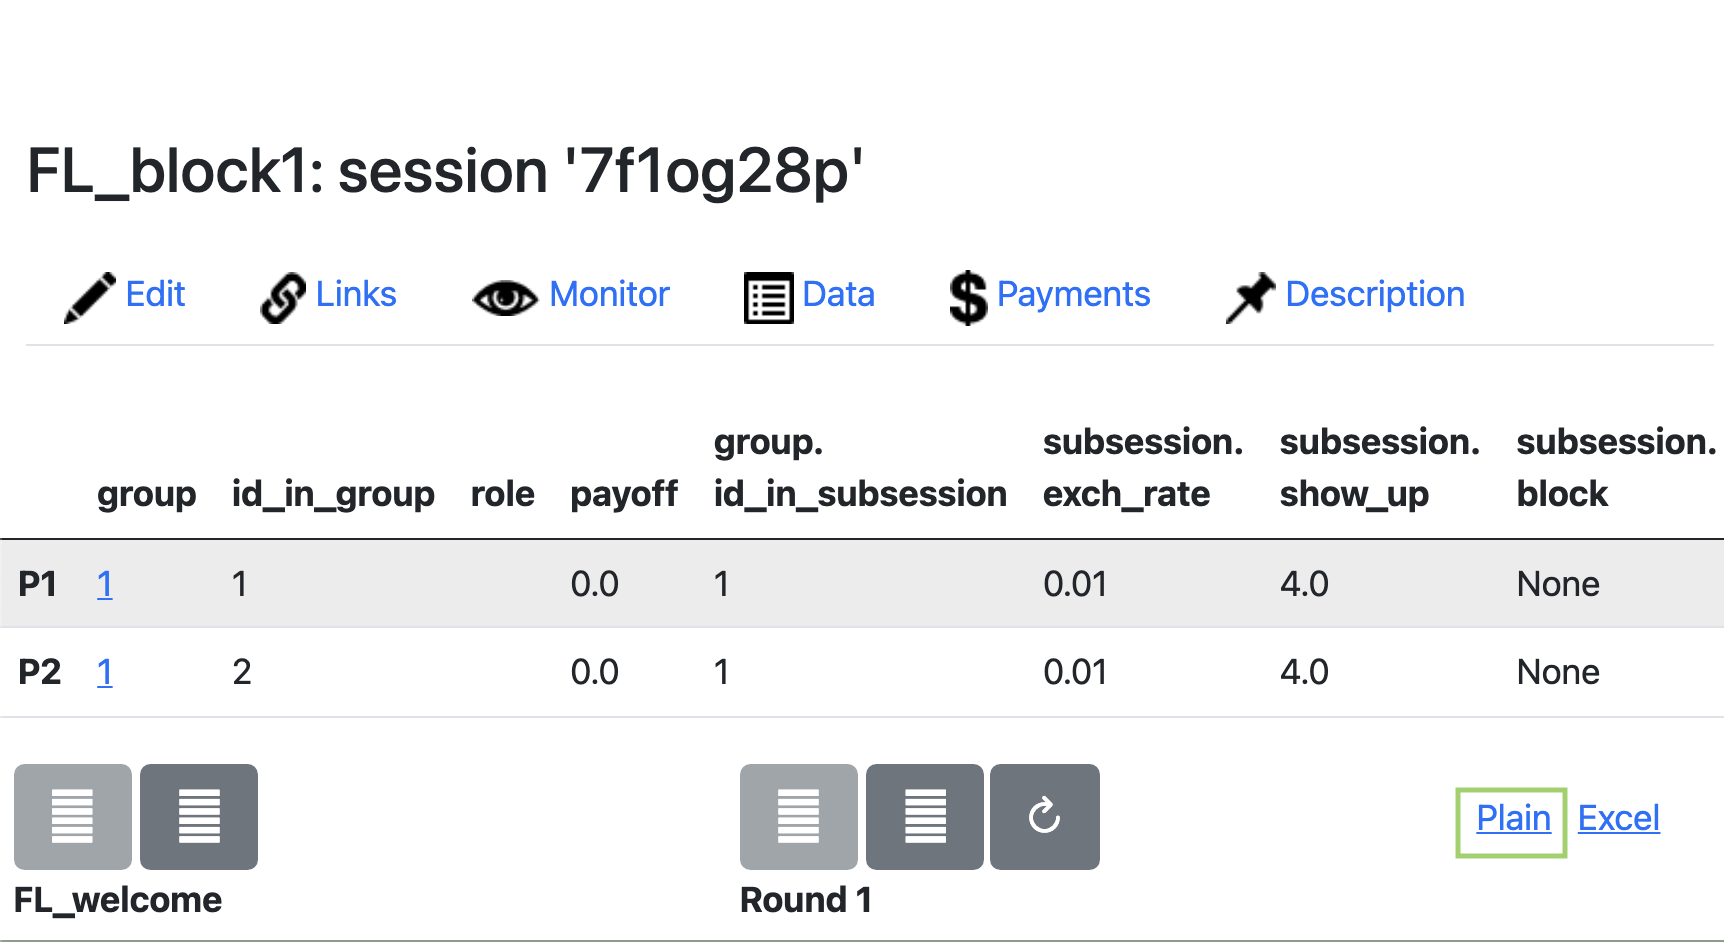 FL_block1: session '7f1og28p'
Edit Links Monitor Data Payments Description
group. subsession. subsession. subsession.
group id_in_group role payoff id_in_subsession exch_rate show_up block
P1 1 1 0.0 1 0.01 4.0 None
P2 1 2 0.0 1 0.01 4.0 None
Plain Excel
FL_welcome Round 1